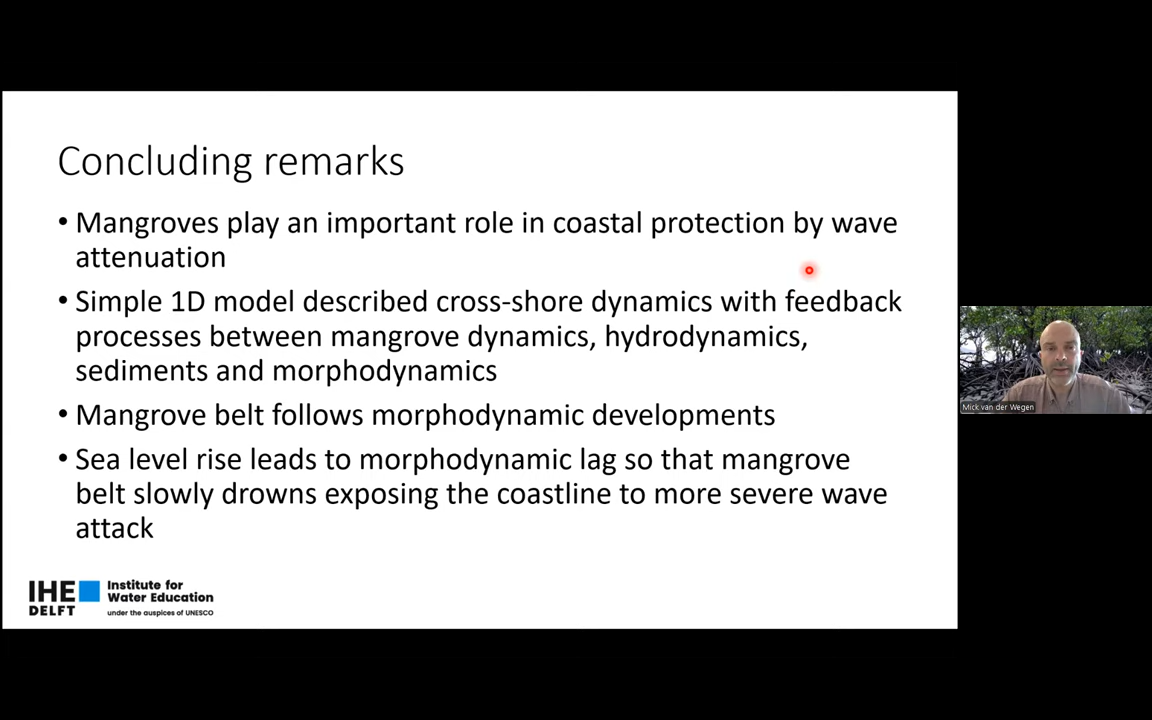 Concluding remarks
• Mangroves play an important role in coastal protection by wave
attenuation
• Simple 1D model described cross-shore dynamics with feedback
processes between mangrove dynamics, hydrodynamics,
sediments and morphodynamics
• Mangrove belt follows morphodynamic developments
• Sea level rise leads to morphodynamic lag so that mangrove
belt slowly drowns exposing the coastline to more severe wave
attack
IHE
DELFT
Institute for
Water Education
under the auspices of UNESCO
Mick van der Wegen